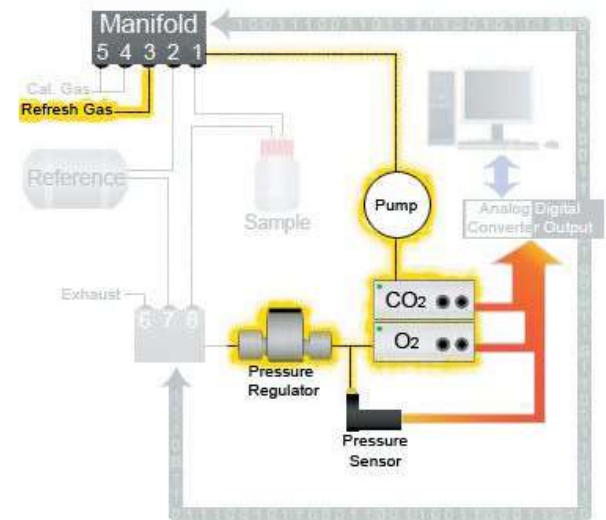 Manifold
5 4 3 2 1
Cal. Gas
Refresh Gas
Reference
Sample
Pump
Analog Digital
Converter Output
Exhaust
6 7 8
CO2
O2
Pressure
Regulator
Pressure
Sensor